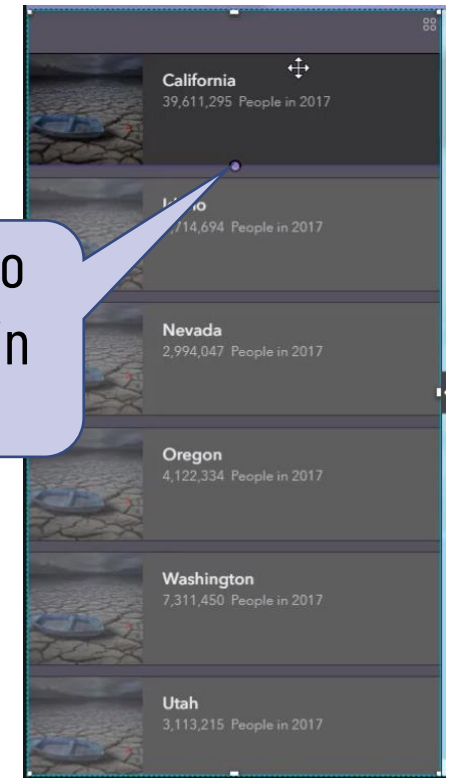 California
39,611,295 People in 2017
714,694 People in 2017
o
n
Nevada
2,994,047 People in 2017
Oregon
4,122,334 People in 2017
Washington
7,311,450 People in 2017
Utah
3,113,215 People in 2017